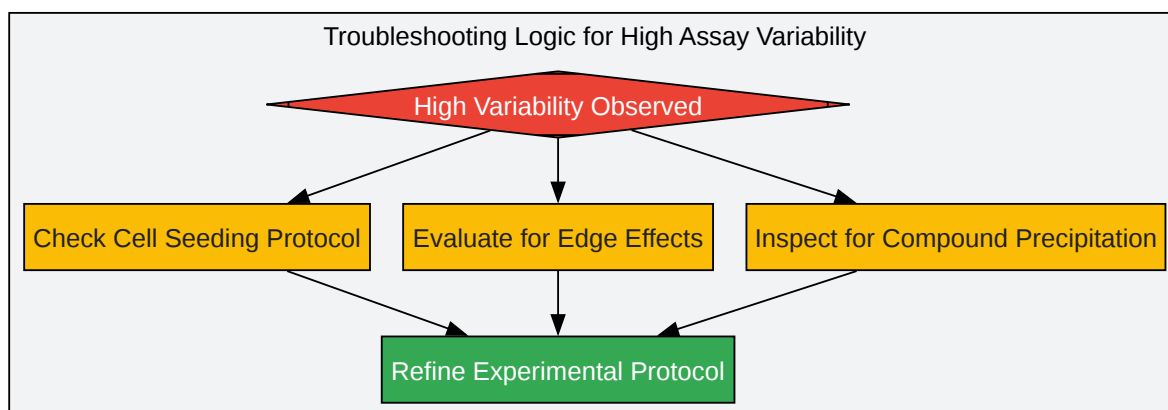 Troubleshooting Logic for High Assay Variability
High Variability Observed
Check Cell Seeding Protocol
Evaluate for Edge Effects
Inspect for Compound Precipitation
Refine Experimental Protocol